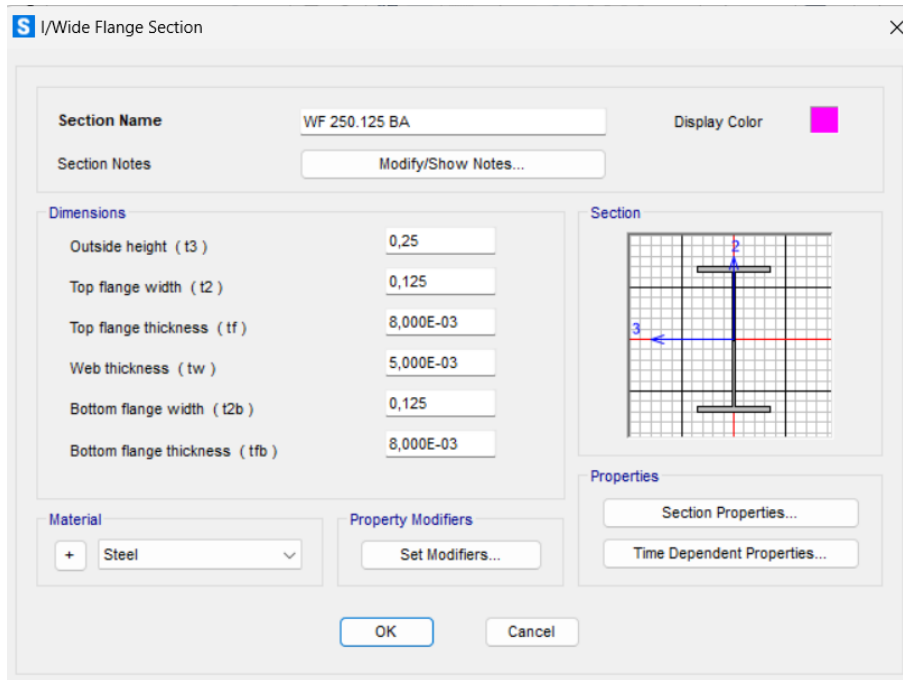 S I/Wide Flange Section
Section Name WF 250.125 BA Display Color
Section Notes Modify/Show Notes...
Dimensions
Outside height ( t3 ) 0,25
Top flange width ( t2 ) 0,125
Top flange thickness ( tf ) 8,000E-03
Web thickness ( tw ) 5,000E-03
Bottom flange width ( t2b ) 0,125
Bottom flange thickness ( tfb ) 8,000E-03
Section
2
3
Material
+ Steel
Property Modifiers
Set Modifiers...
Properties
Section Properties...
Time Dependent Properties...
OK Cancel